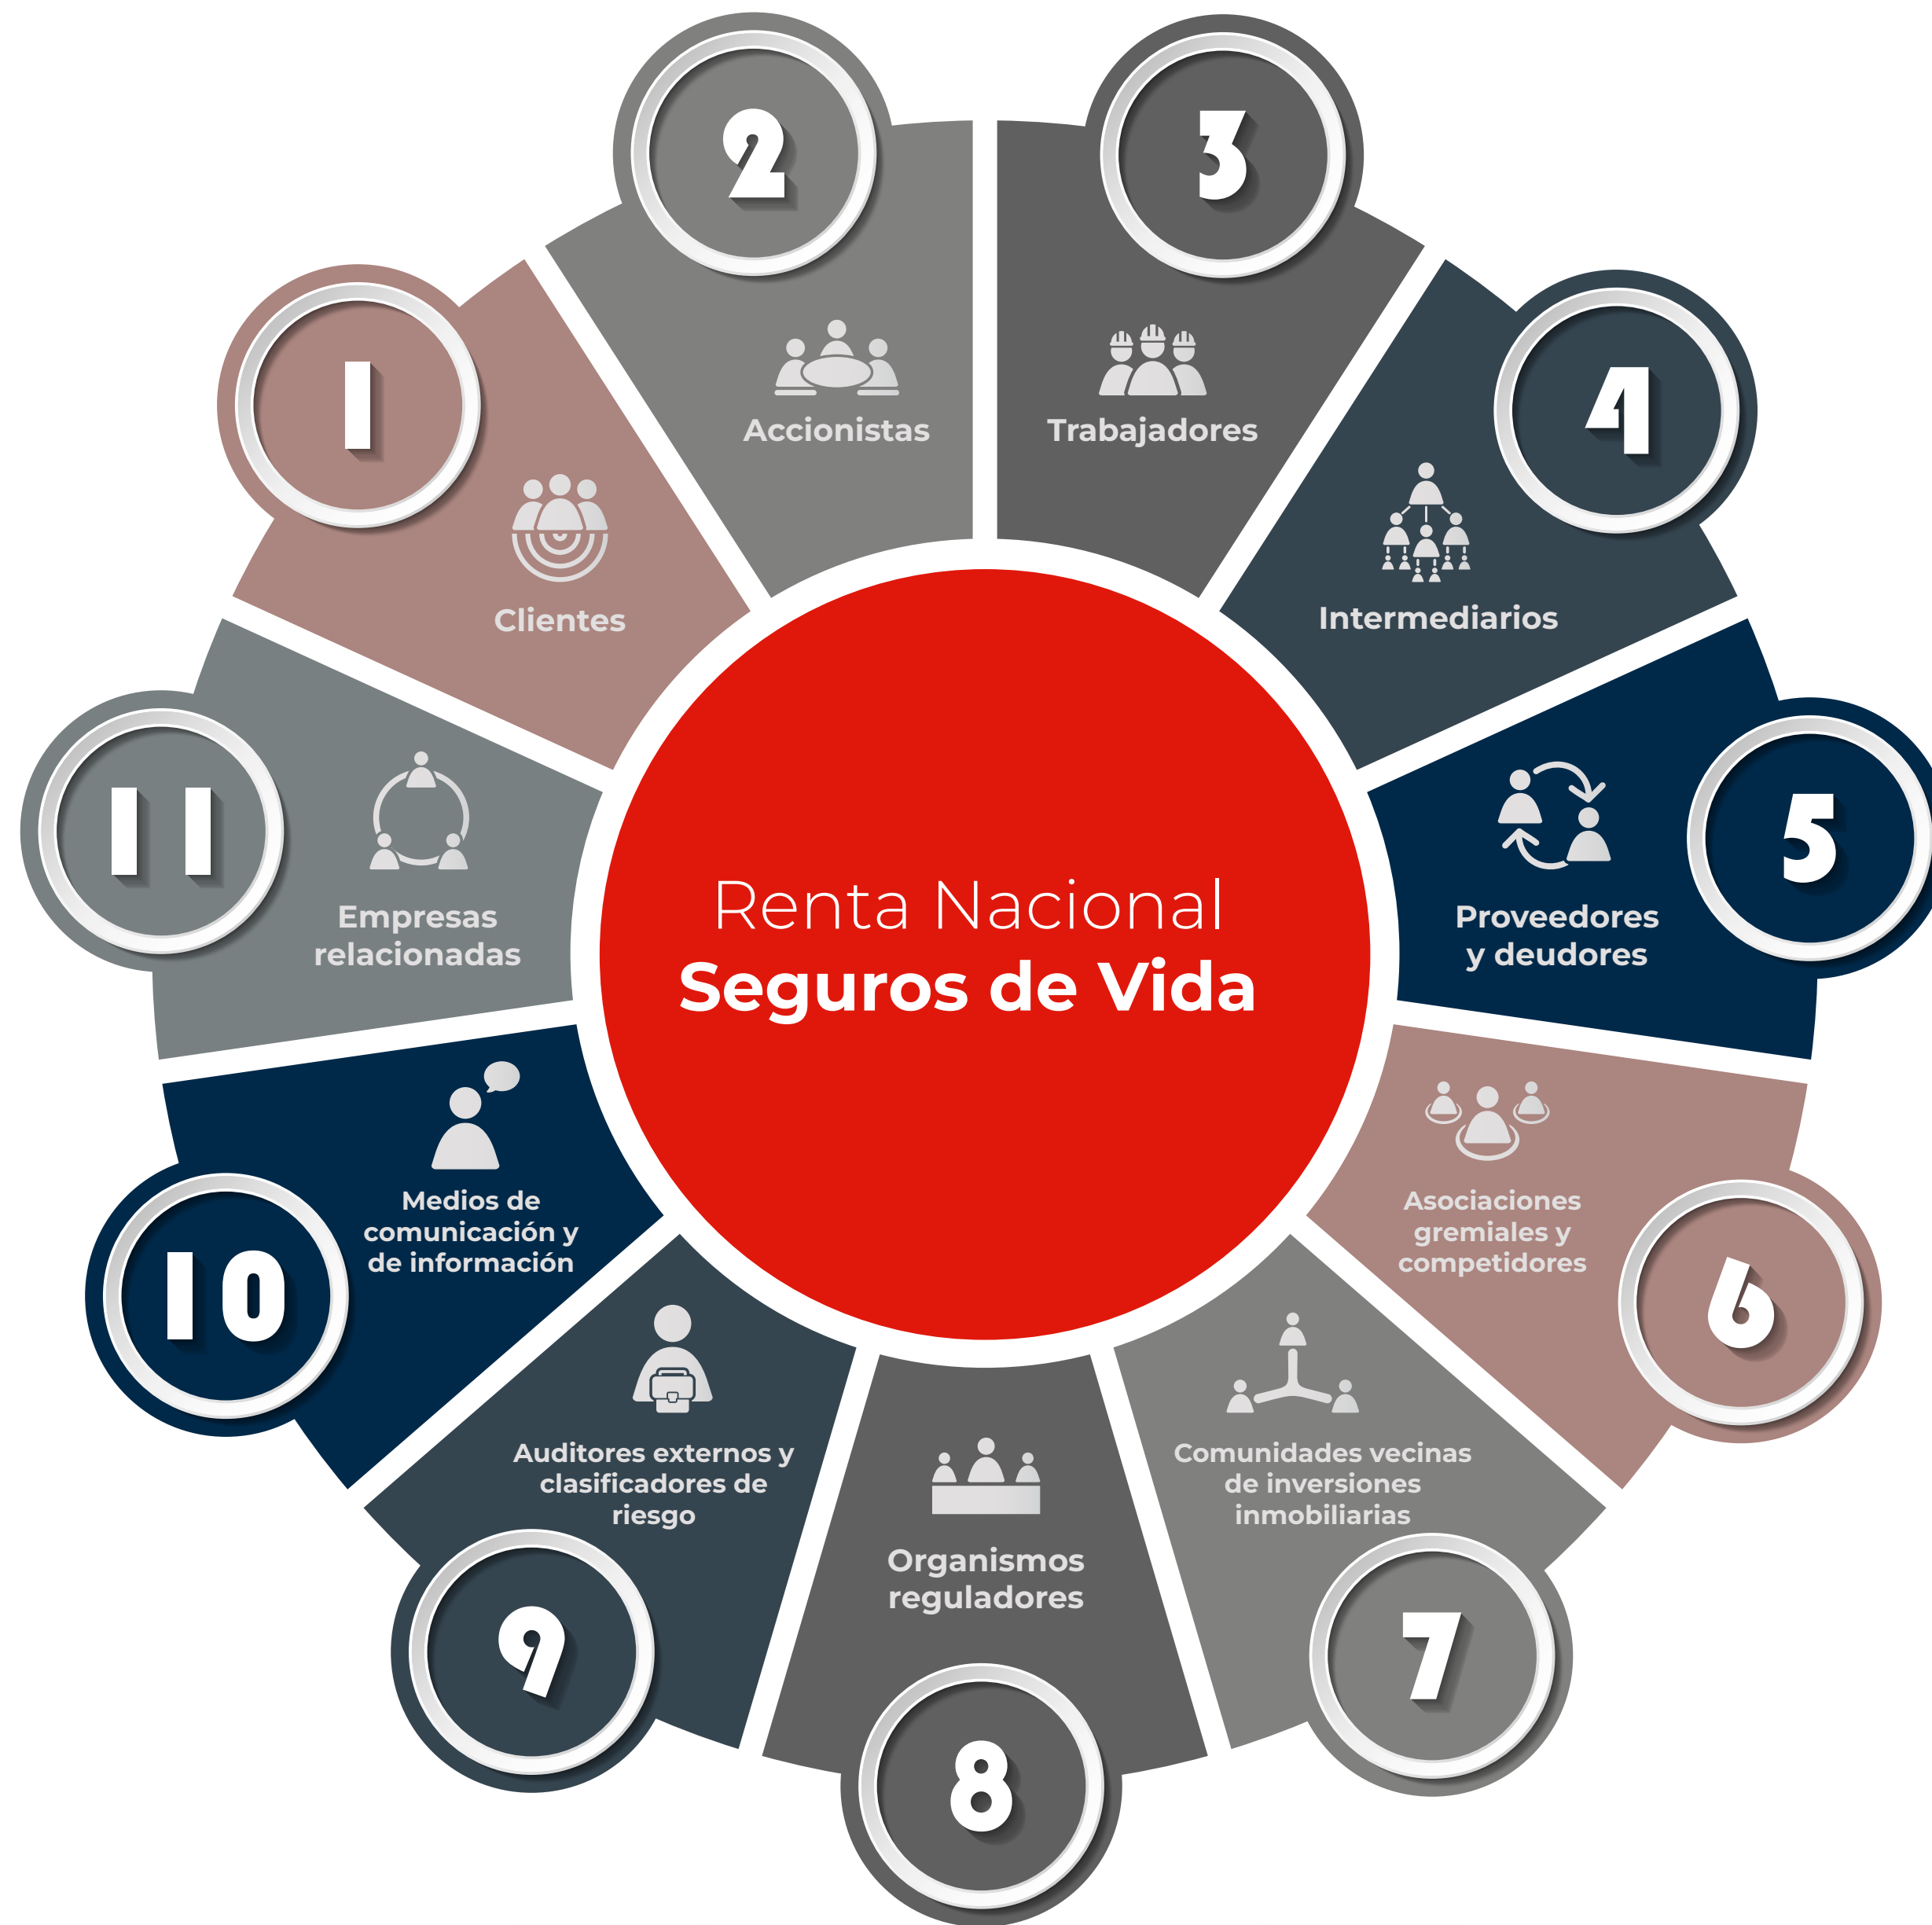 1
Clientes
2
Accionistas
3
Trabajadores
4
Intermediarios
5
Proveedores
y deudores
6
Asociaciones
gremiales y
competidores
7
Comunidades vecinas
de inversiones
inmobiliarias
8
Organismos
reguladores
9
Auditores externos y
clasificadores de
riesgo
10
Medios de
comunicación y
de información
11
Empresas
relacionadas
Renta Nacional
Seguros de Vida